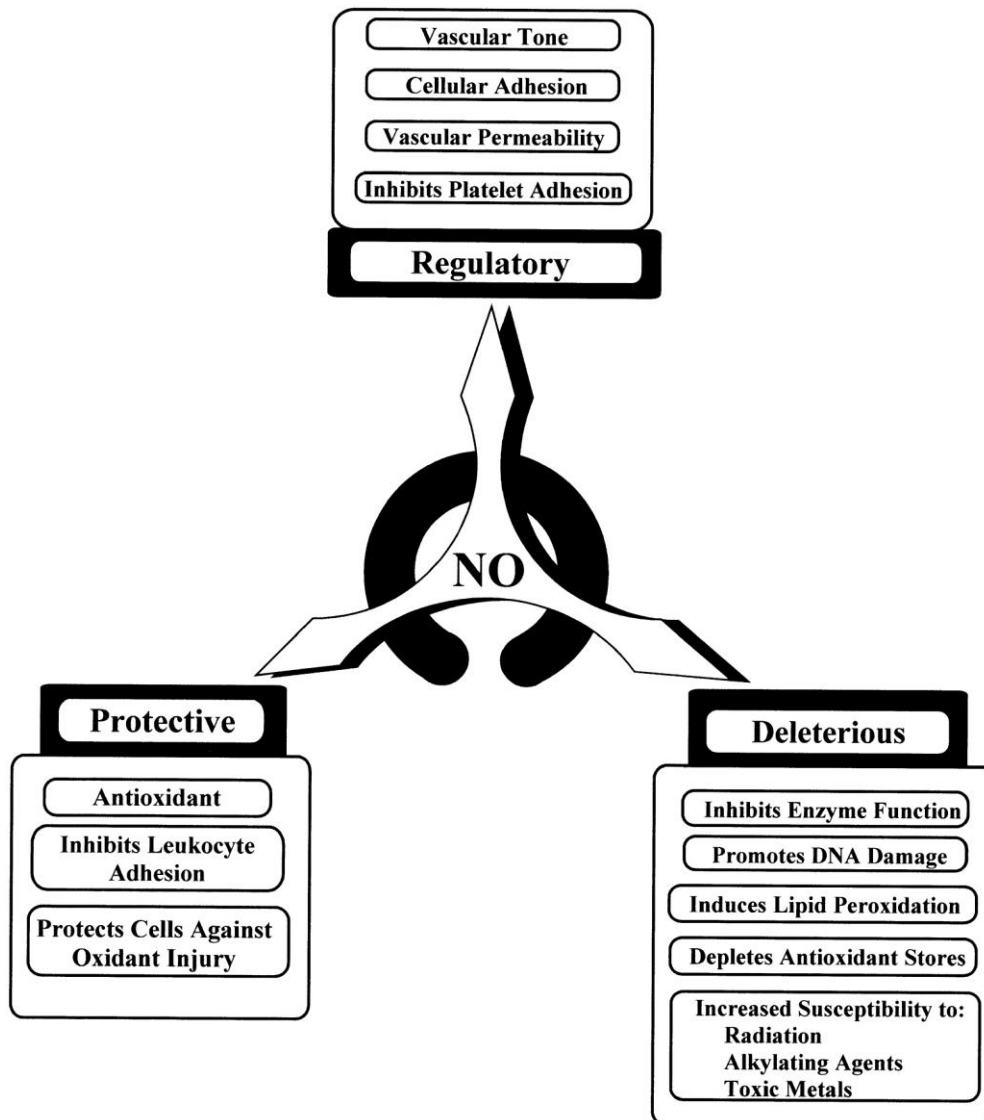 Vascular Tone
Cellular Adhesion
Vascular Permeability
Inhibits Platelet Adhesion
Regulatory
NO
Protective
Antioxidant
Inhibits Leukocyte
Adhesion
Protects Cells Against
Oxidant Injury
Deleterious
Inhibits Enzyme Function
Promotes DNA Damage
Induces Lipid Peroxidation
Depletes Antioxidant Stores
Increased Susceptibility to:
Radiation
Alkylating Agents
Toxic Metals